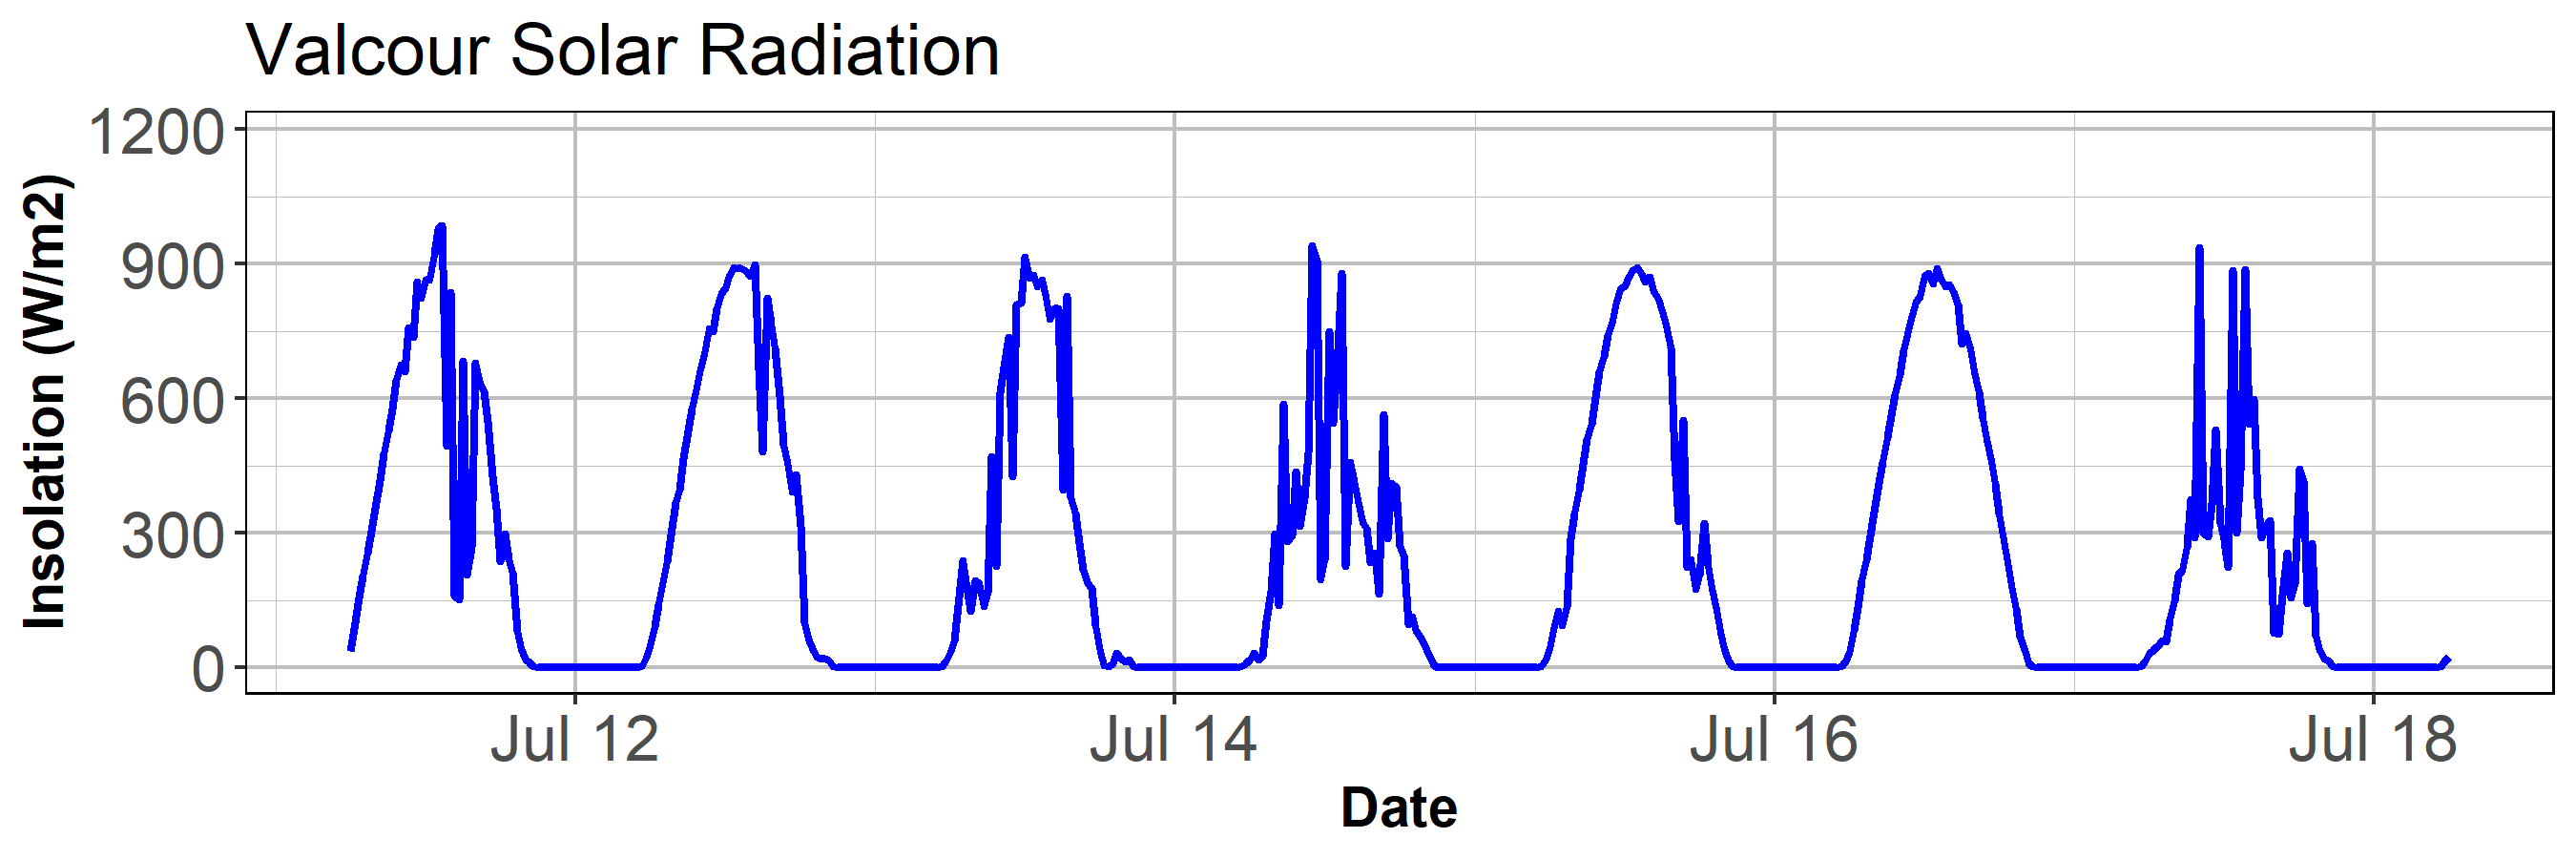 Valcour Solar Radiation
Insolation (W/m2)
1200
900
600
300
0
Jul 12
Jul 14
Jul 16
Jul 18
Date